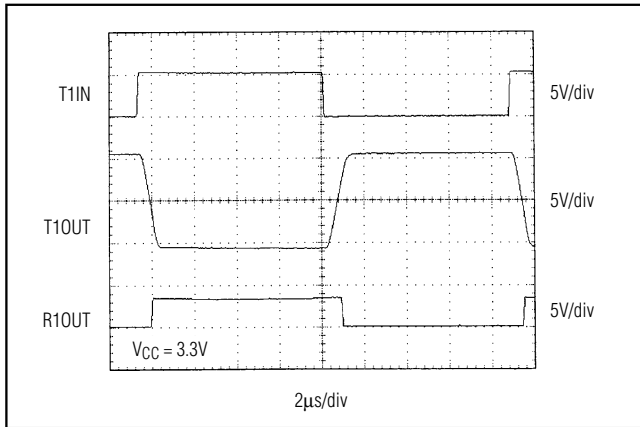 T1IN
5V/div
T1OUT
5V/div
R1OUT
5V/div
VCC = 3.3V
2μs/div